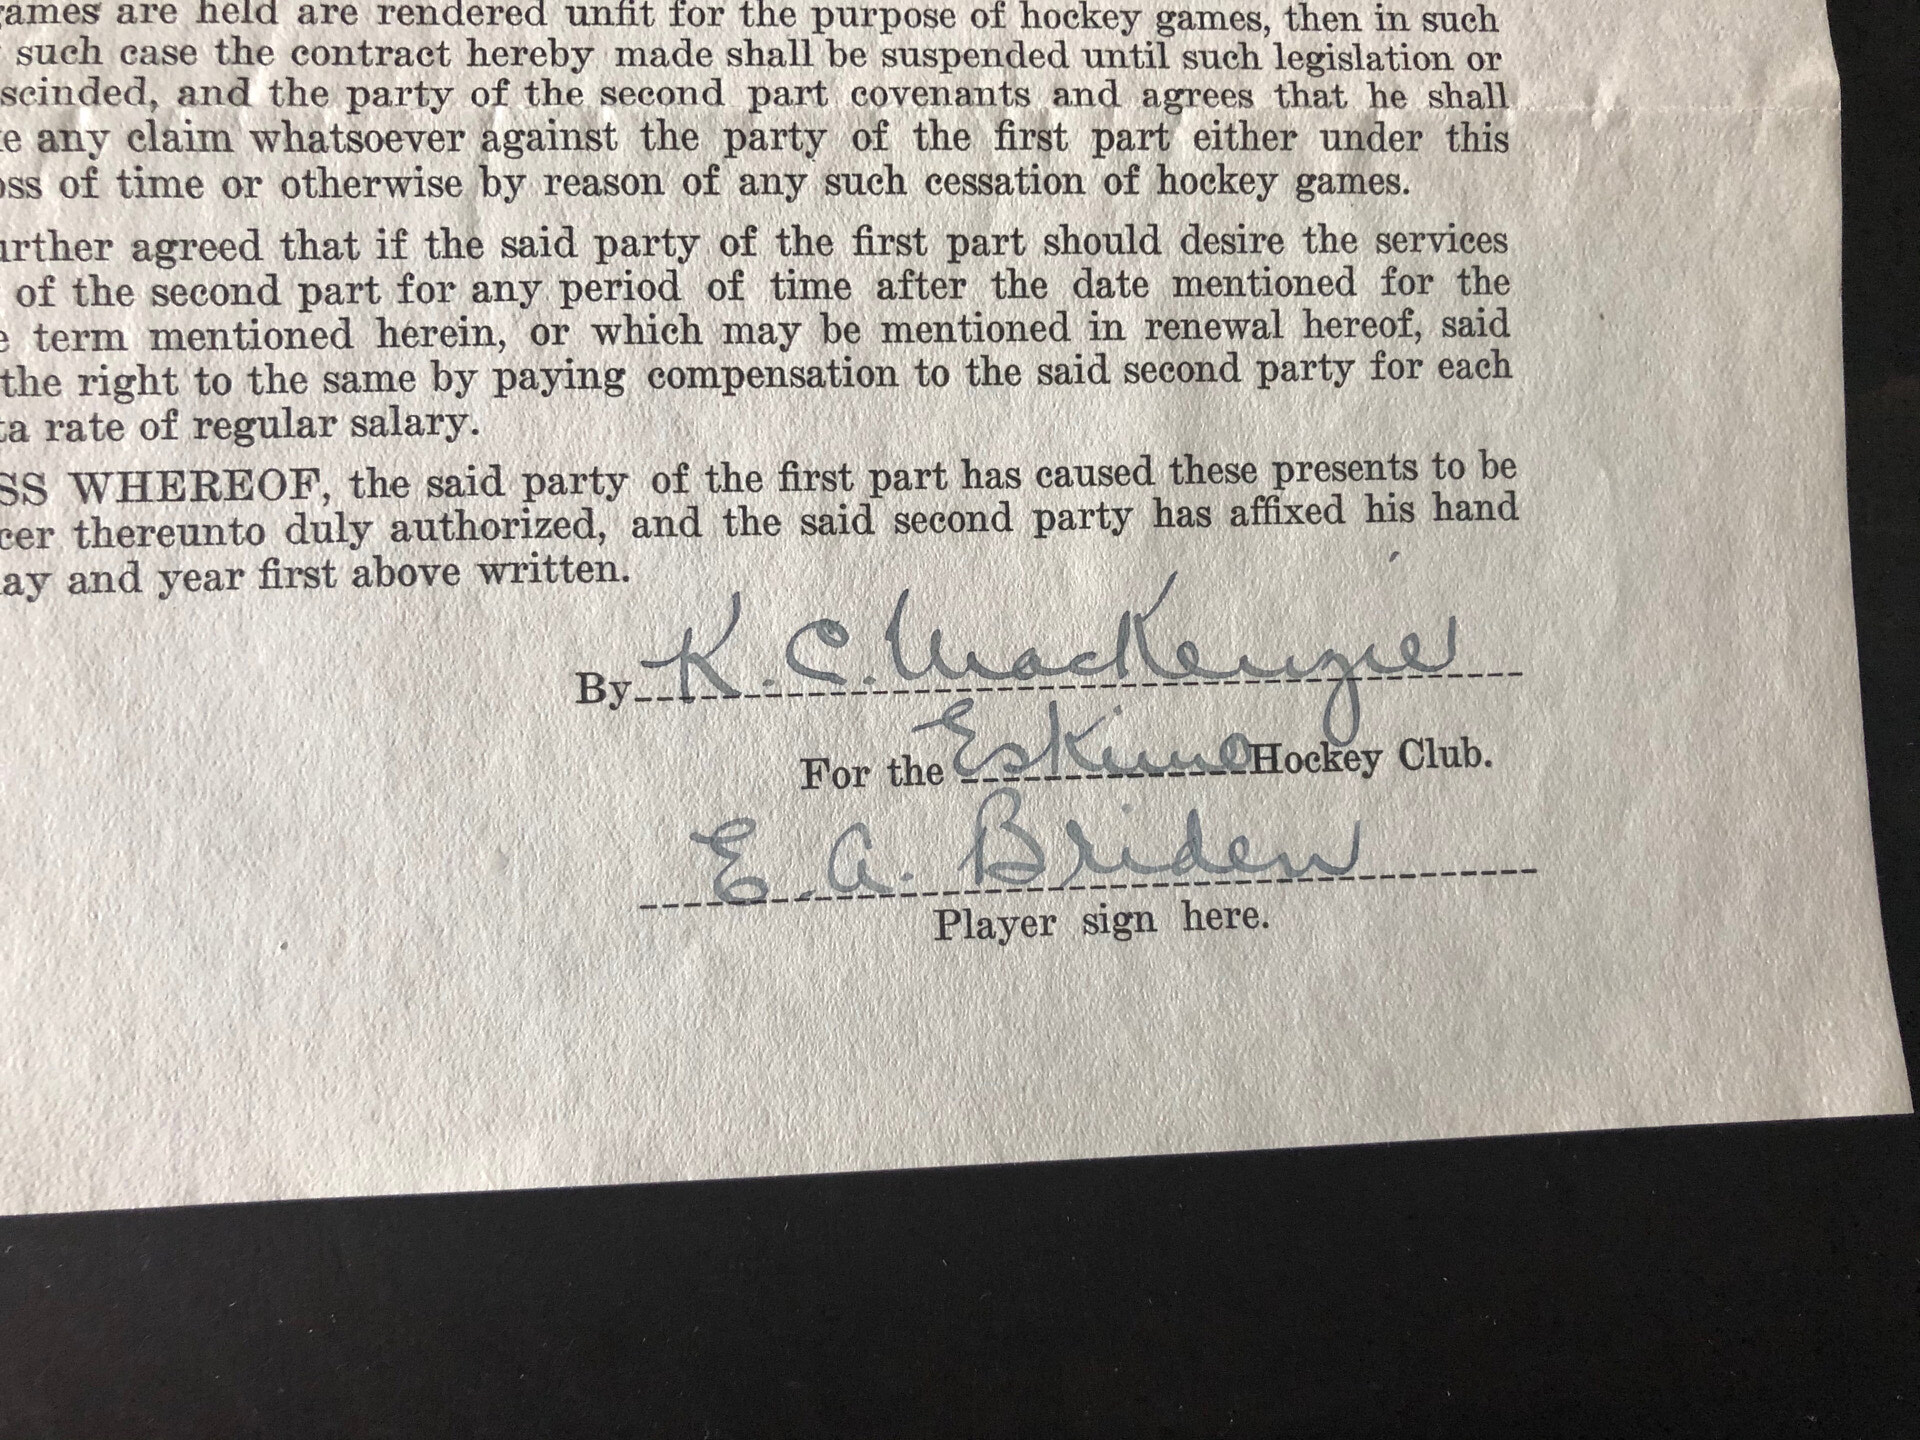 games are held are rendered unfit for the purpose of hockey games, then in such
such case the contract hereby made shall be suspended until such legislation or
scinded, and the party of the second part covenants and agrees that he shall
e any claim whatsoever against the party of the first part either under this
oss of time or otherwise by reason of any such cessation of hockey games.
urther agreed that if the said party of the first part should desire the services
of the second part for any period of time after the date mentioned for the
e term mentioned herein, or which may be mentioned in renewal hereof, said
the right to the same by paying compensation to the said second party for each
ta rate of regular salary.
SS WHEREOF, the said party of the first part has caused these presents to be
cer thereunto duly authorized, and the said second party has affixed his hand
ay and year first above written.
By K. C. MacKenzie
For the Eskimo Hockey Club.
E. A. Briden
Player sign here.